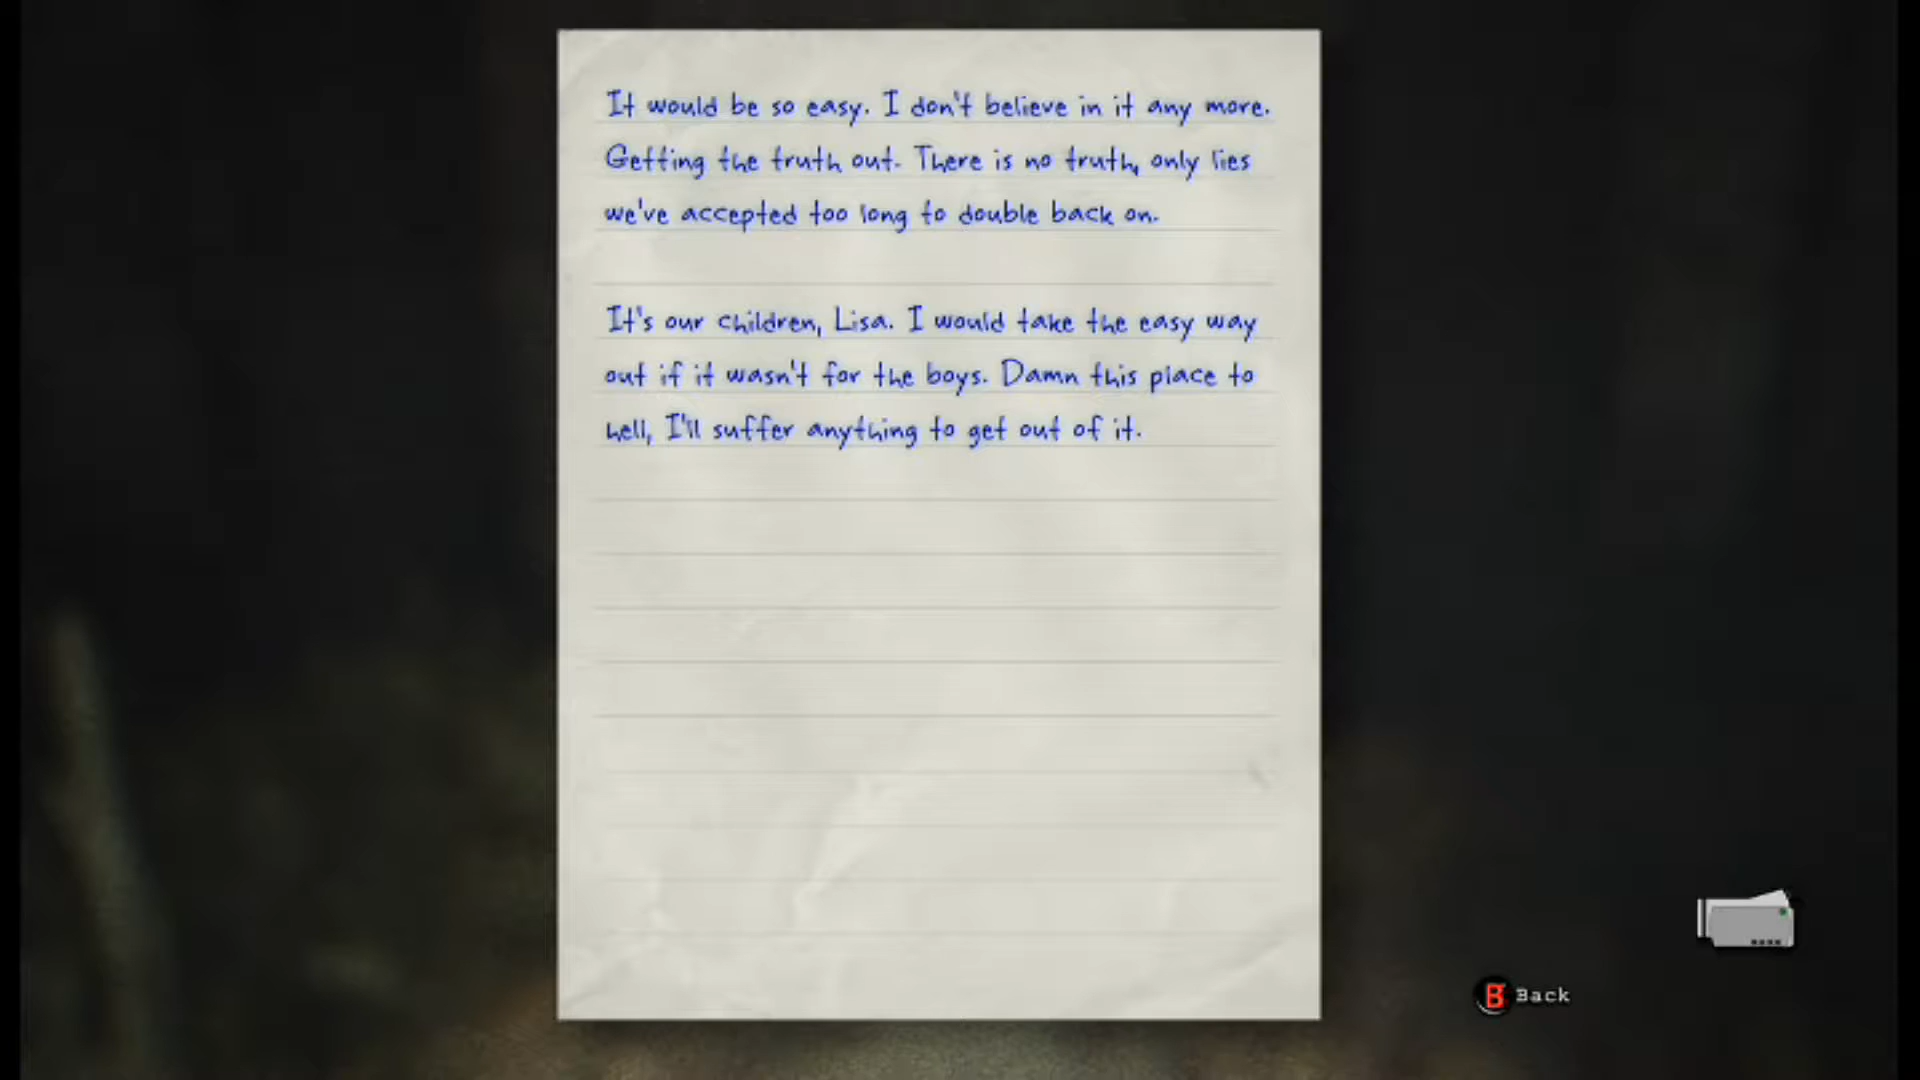 It would be so easy. I don't believe in it any more.
Getting the truth out. There is no truth, only lies
we've accepted too long to double back on.
It's our children, Lisa. I would take the easy way
out if it wasn't for the boys. Damn this place to
hell, I'll suffer anything to get out of it.
B Back